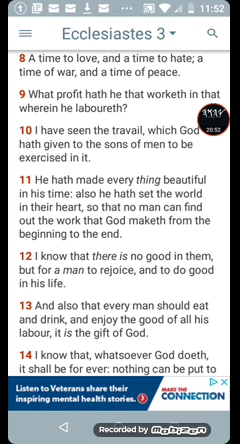 11:52
Ecclesiastes 3
8 A time to love, and a time to hate; a
time of war, and a time of peace.
9 What profit hath he that worketh in that
wherein he laboureth?
10 I have seen the travail, which God
hath given to the sons of men to be
exercised in it.
20:52
11 He hath made every thing beautiful
in his time: also he hath set the world
in their heart, so that no man can find
out the work that God maketh from the
beginning to the end.
12 I know that there is no good in them,
but for a man to rejoice, and to do good
in his life.
13 And also that every man should eat
and drink, and enjoy the good of all his
labour, it is the gift of God.
14 I know that, whatsoever God doeth,
it shall be for ever: nothing can be put to
Listen to Veterans share their
inspiring mental health stories.
MAKE THE
CONNECTION
Recorded by Mobizen